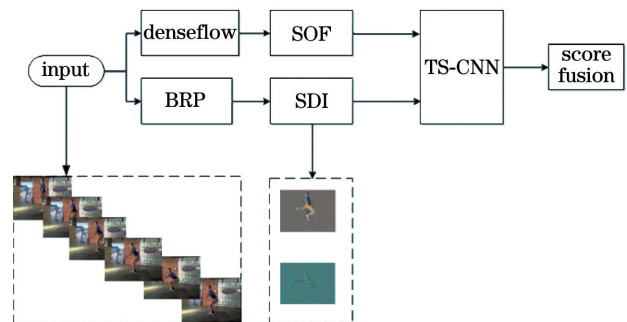 input
denseflow
SOF
BRP
SDI
TS-CNN
score
fusion